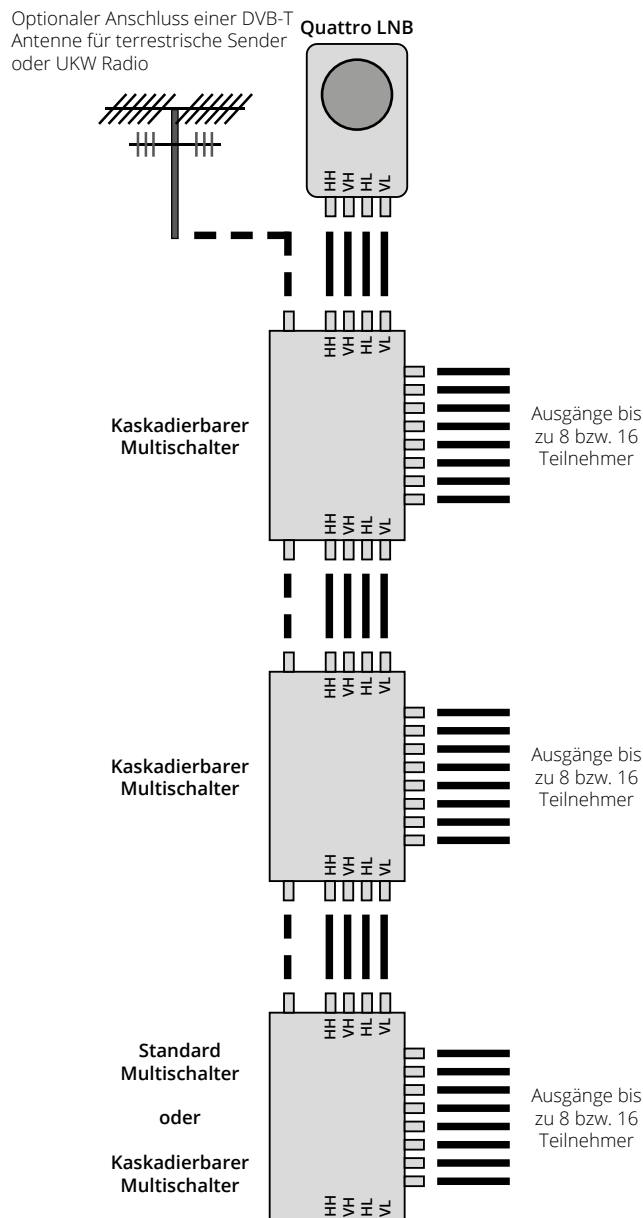 Optionaler Anschluss einer DVB-T
Antenne für terrestrische Sender
oder UKW Radio
Quattro LNB
HH
VH
HL
VL
HH
VH
HL
VL
Kaskadierbarer
Multischalter
Ausgänge bis
zu 8 bzw. 16
Teilnehmer
HH
VH
HL
VL
HH
VH
HL
VL
Kaskadierbarer
Multischalter
Ausgänge bis
zu 8 bzw. 16
Teilnehmer
HH
VH
HL
VL
HH
VH
HL
VL
Standard
Multischalter
oder
Kaskadierbarer
Multischalter
Ausgänge bis
zu 8 bzw. 16
Teilnehmer
HH
VH
HL
VL